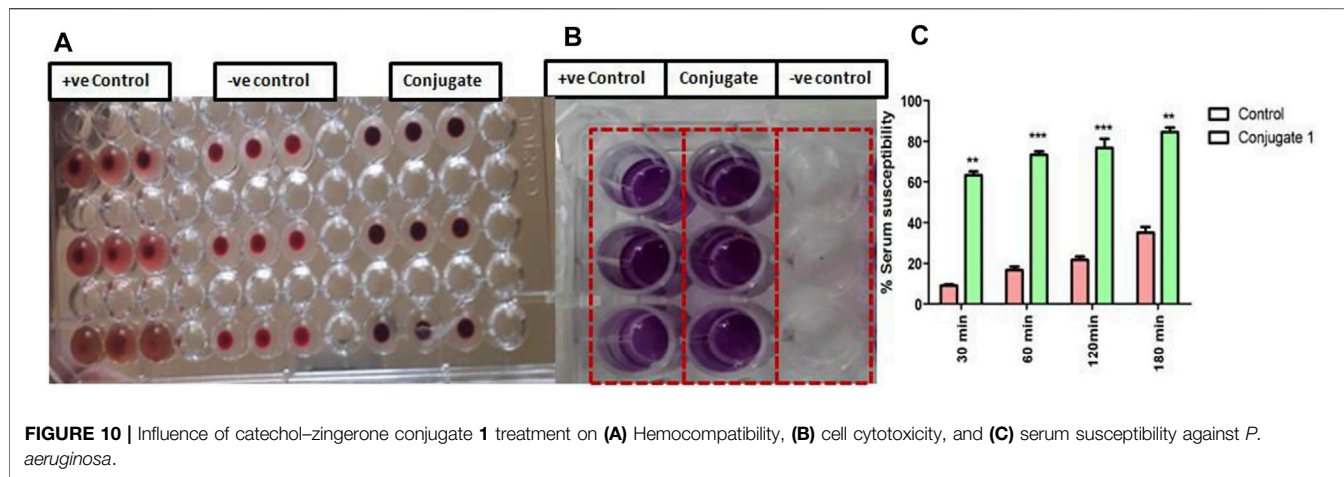 A
B
C
+ve Control
-ve control
Conjugate
+ve Control
Conjugate
-ve control
% Serum susceptibility
100
80
60
40
20
0
**
***
***
**
30 min
60 min
120min
180 min
Control
Conjugate 1
FIGURE 10 | Influence of catechol–zingerone conjugate 1 treatment on (A) Hemocompatibility, (B) cell cytotoxicity, and (C) serum susceptibility against P.
aeruginosa.